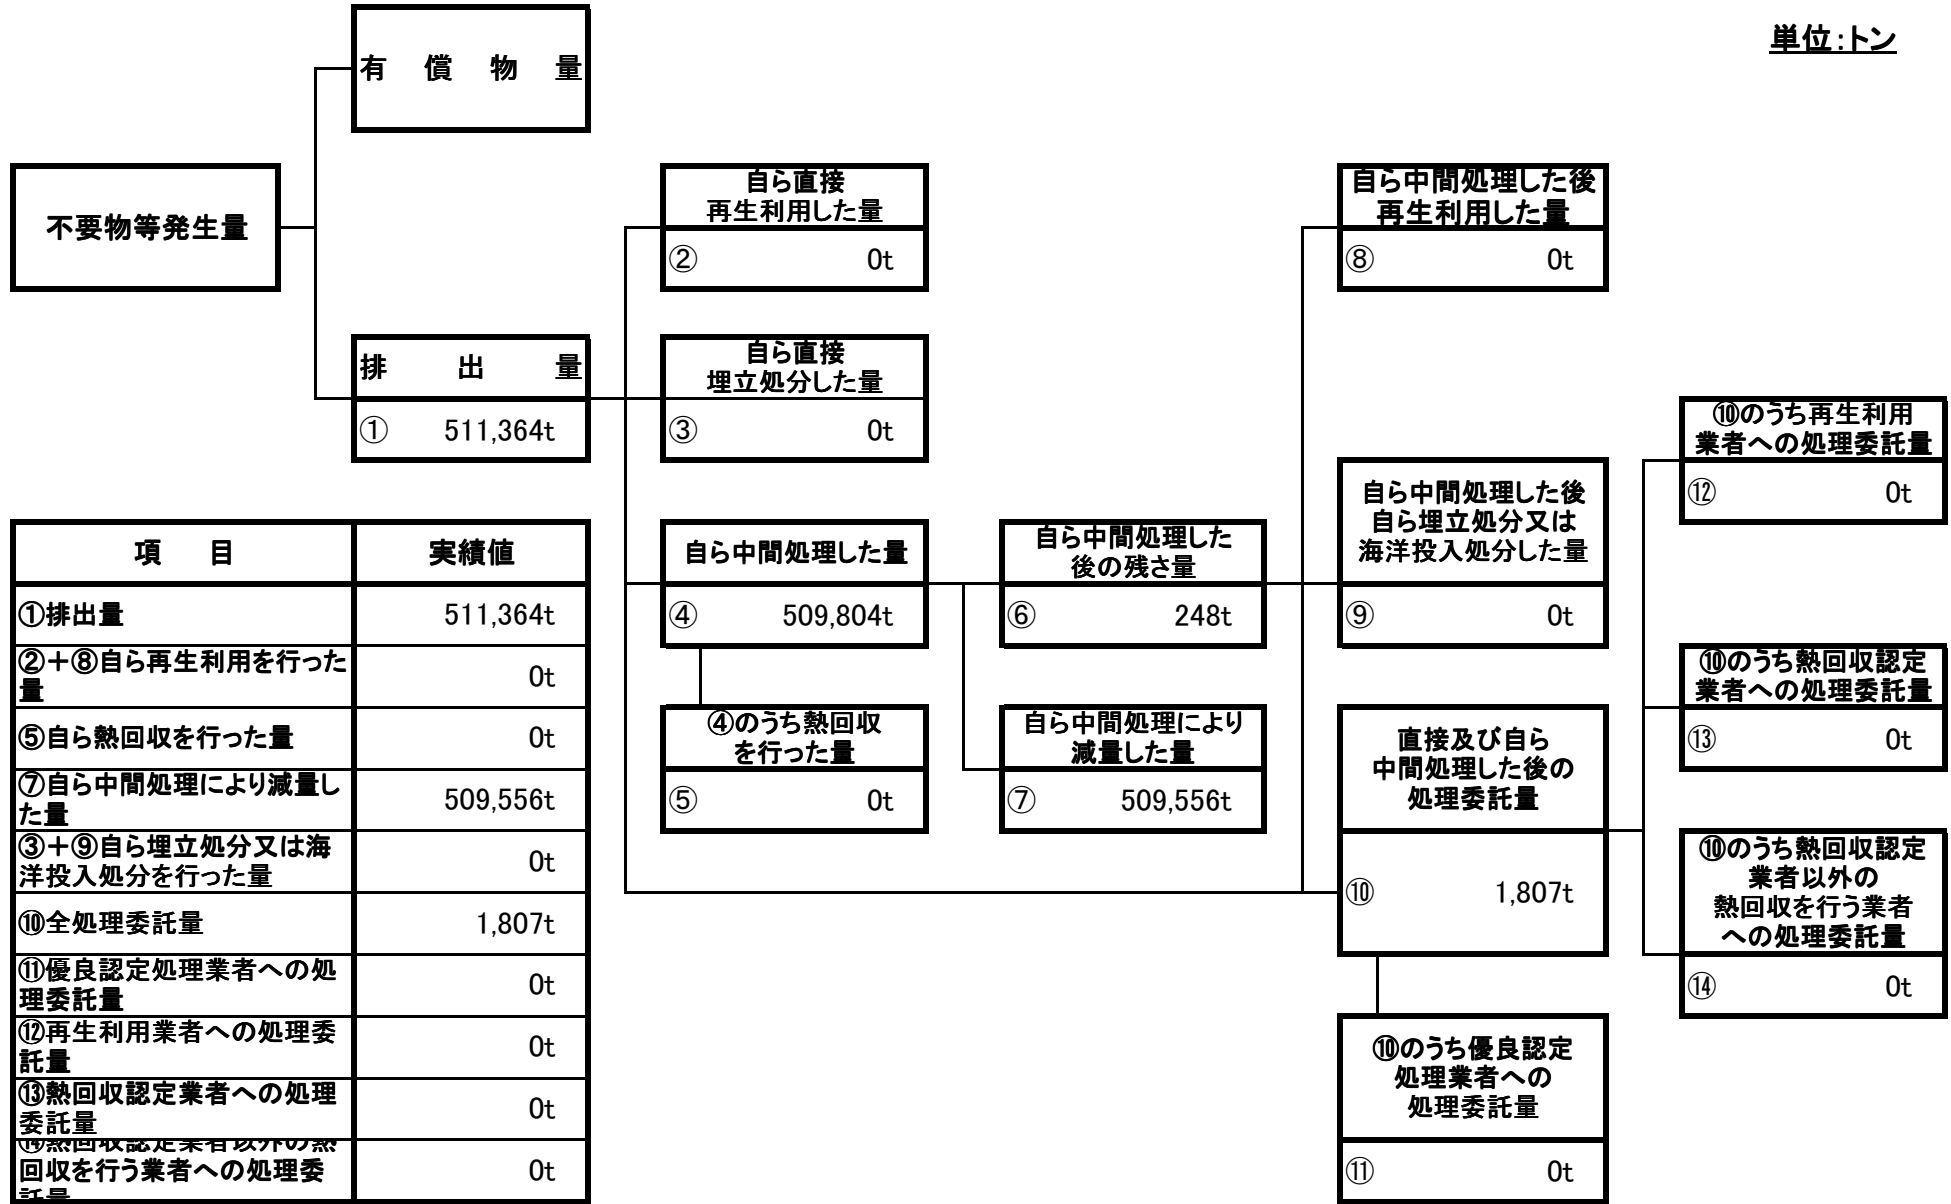 単位：トン
有償物量
不要物等発生量
排出量
① 511,364t
自ら直接
再生利用した量
② 0t
自ら直接
埋立処分した量
③ 0t
自ら中間処理した量
④ 509,804t
④のうち熱回収
を行った量
⑤ 0t
自ら中間処理した
後の残さ量
⑥ 248t
自ら中間処理により
減量した量
⑦ 509,556t
自ら中間処理した後
再生利用した量
⑧ 0t
自ら中間処理した後
自ら埋立処分又は
海洋投入処分した量
⑨ 0t
直接及び自ら
中間処理した後の
処理委託量
⑩ 1,807t
⑩のうち優良認定
処理業者への
処理委託量
⑪ 0t
⑩のうち再生利用
業者への処理委託量
⑫ 0t
⑩のうち熱回収認定
業者への処理委託量
⑬ 0t
⑩のうち熱回収認定
業者以外の
熱回収を行う業者
への処理委託量
⑭ 0t
項目 実績値
①排出量 511,364t
②＋⑧自ら再生利用を行った
量 0t
⑤自ら熱回収を行った量 0t
⑦自ら中間処理により減量し
た量 509,556t
③＋⑨自ら埋立処分又は海
洋投入処分を行った量 0t
⑩全処理委託量 1,807t
⑪優良認定処理業者への処
理委託量 0t
⑫再生利用業者への処理委
託量 0t
⑬熱回収認定業者への処理
委託量 0t
⑭熱回収認定業者以外の熱
回収を行う業者への処理委
託量 0t